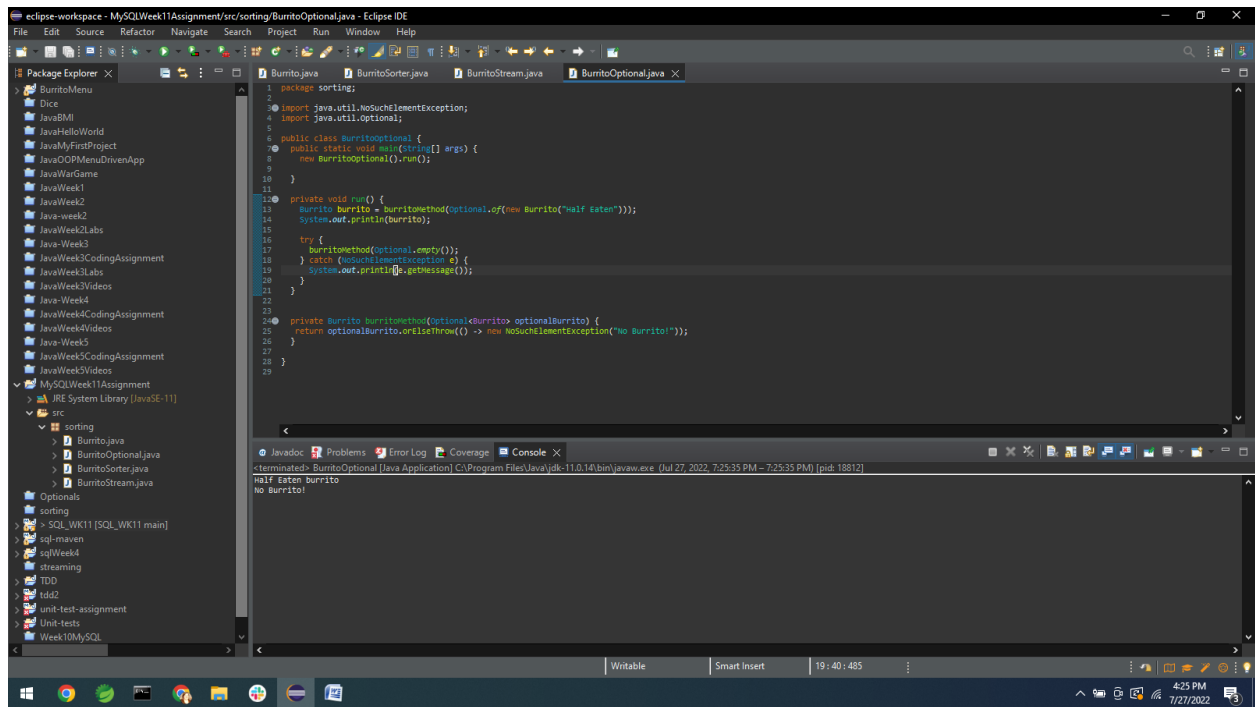 eclipse-workspace - MySQLWeek11Assignment/src/sorting/BurritoOptional.java - Eclipse IDE
File Edit Source Refactor Navigate Search Project Run Window Help
Package Explorer
BurritoMenu
Dice
JavaBMI
JavaHelloWorld
JavaMyFirstProject
JavaOOPMenuDrivenApp
JavaWarGame
JavaWeek1
JavaWeek2
Java-week2
JavaWeek2Labs
Java-Week3
JavaWeek3CodingAssignment
JavaWeek3Labs
JavaWeek3Videos
Java-Week4
JavaWeek4CodingAssignment
JavaWeek4Videos
Java-Week5
JavaWeek5CodingAssignment
JavaWeek5Videos
MySQLWeek11Assignment
JRE System Library [JavaSE-11]
src
sorting
Burrito.java
BurritoOptional.java
BurritoSorter.java
BurritoStream.java
Optionals
sorting
> SQL_WK11 [SQL_WK11 main]
sql-maven
sqlWeek4
streaming
TDD
tdd2
unit-test-assignment
Unit-tests
Week10MySQL
Burrito.java BurritoSorter.java BurritoStream.java BurritoOptional.java
1 package sorting;
2
3 import java.util.NoSuchElementException;
4 import java.util.Optional;
5
6 public class BurritoOptional {
7 public static void main(String[] args) {
8 new BurritoOptional().run();
9
10 }
11
12 private void run() {
13 Burrito burrito = burritoMethod(Optional.of(new Burrito("Half Eaten")));
14 System.out.println(burrito);
15
16 try {
17 burritoMethod(Optional.empty());
18 } catch (NoSuchElementException e) {
19 System.out.println(e.getMessage());
20 }
21 }
22
23
24 private Burrito burritoMethod(Optional<Burrito> optionalBurrito) {
25 return optionalBurrito.orElseThrow(() -> new NoSuchElementException("No Burrito!"));
26 }
27
28 }
29
Javadoc Problems Error Log Coverage Console
<terminated> BurritoOptional [Java Application] C:\Program Files\Java\jdk-11.0.14\bin\javaw.exe (Jul 27, 2022, 7:25:35 PM – 7:25:35 PM) [pid: 18812]
Half Eaten burrito
No Burrito!
Writable Smart Insert 19 : 40 : 485
4:25 PM
7/27/2022
3